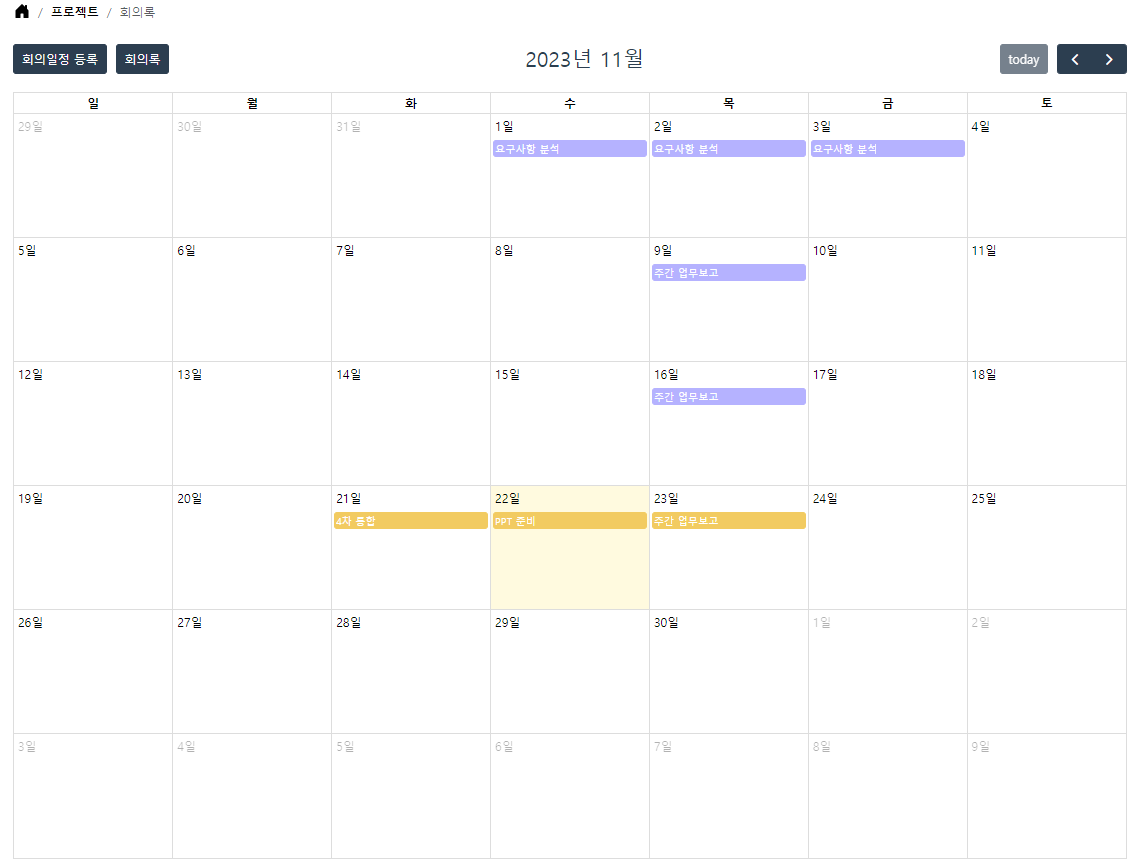 / 프로젝트 / 회의록
회의일정 등록 회의록 2023년 11월 today
일 월 화 수 목 금 토
29일 30일 31일 1일 2일 3일 4일
요구사항 분석 요구사항 분석 요구사항 분석
5일 6일 7일 8일 9일 10일 11일
주간 업무보고
12일 13일 14일 15일 16일 17일 18일
주간 업무보고
19일 20일 21일 22일 23일 24일 25일
4차 통합 PPT 준비 주간 업무보고
26일 27일 28일 29일 30일 1일 2일
3일 4일 5일 6일 7일 8일 9일